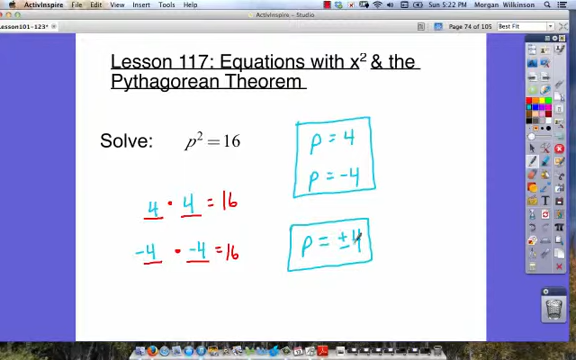 ActivInspire File Edit View Insert Tools Help
Sun 5:22 PM Morgan Wilkinson
ActivInspire - Studio
Lesson101-123*
Page 74 of 105 Best Fit
Lesson 117: Equations with x² & the
Pythagorean Theorem
Solve: p² = 16
p = 4
p = -4
4 · 4 = 16
-4 · -4 = 16
p = ±4